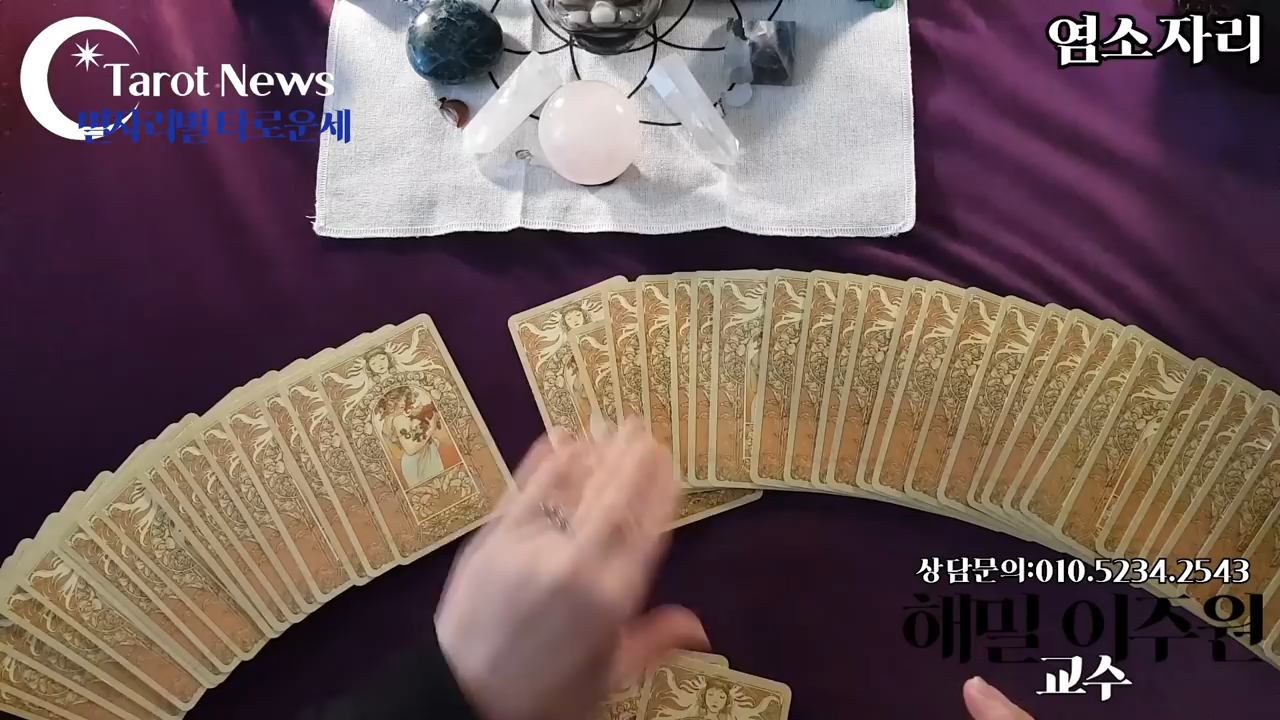 염소자리
Tarot News
별자리별 타로운세
상담문의:010.5234.2543
해밀 이주원
교수